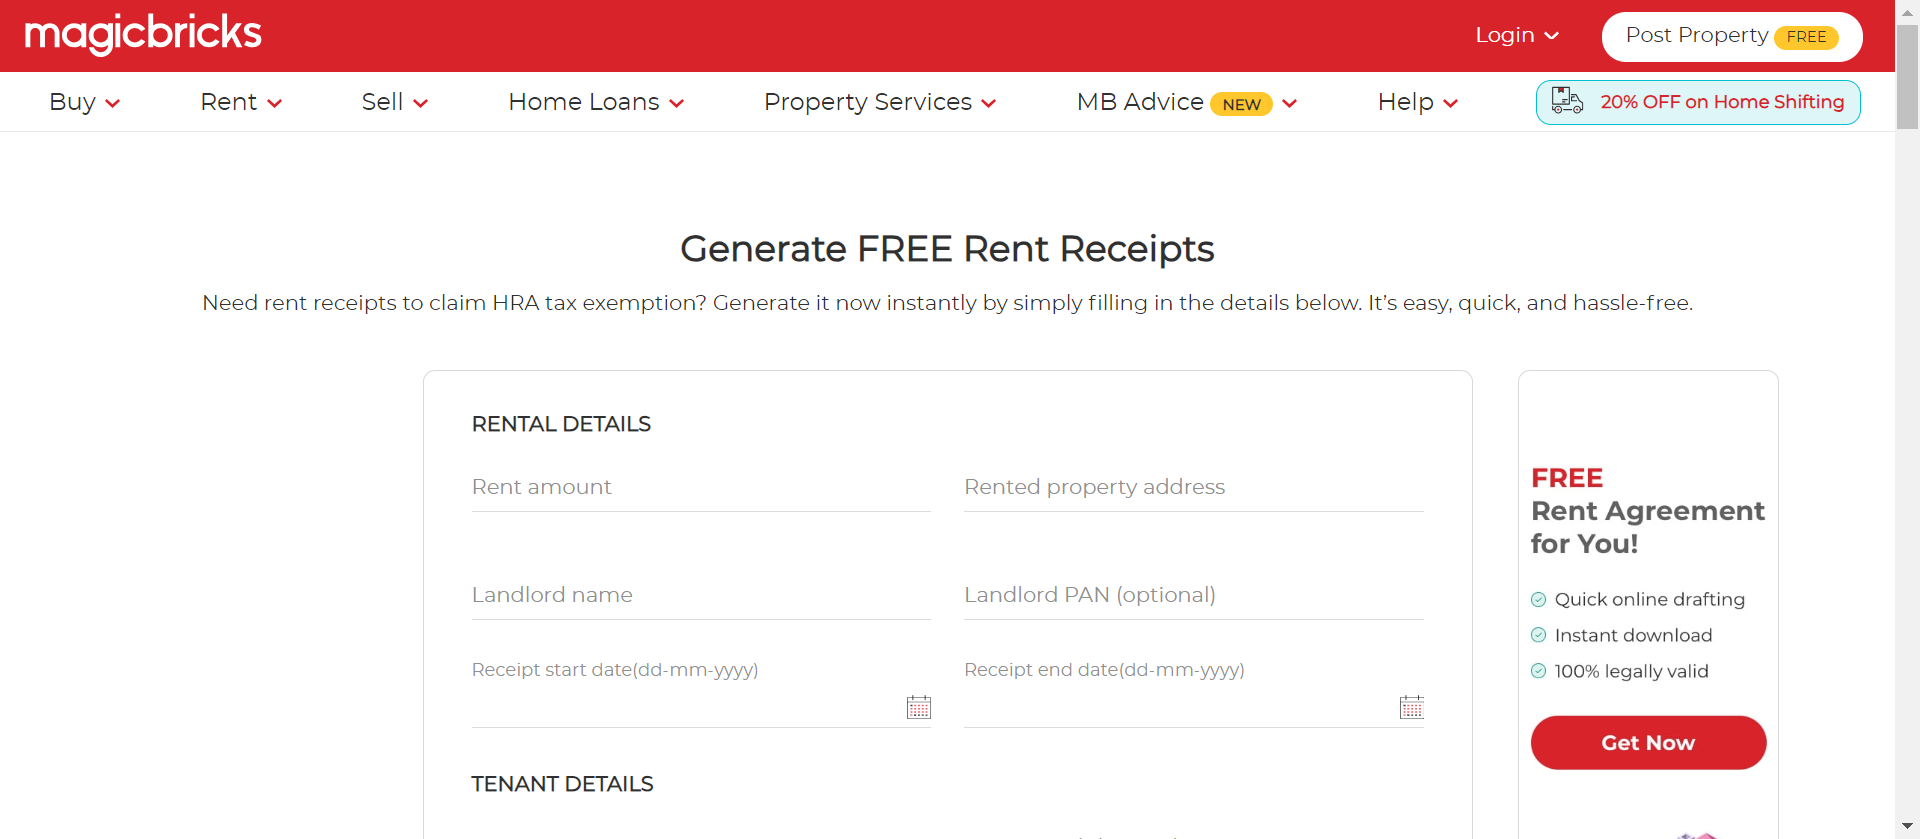 magicbricks
Login
Post Property FREE
Buy
Rent
Sell
Home Loans
Property Services
MB Advice NEW
Help
20% OFF on Home Shifting
Generate FREE Rent Receipts
Need rent receipts to claim HRA tax exemption? Generate it now instantly by simply filling in the details below. It’s easy, quick, and hassle-free.
RENTAL DETAILS
Rent amount
Rented property address
Landlord name
Landlord PAN (optional)
Receipt start date(dd-mm-yyyy)
Receipt end date(dd-mm-yyyy)
TENANT DETAILS
FREE
Rent Agreement
for You!
Quick online drafting
Instant download
100% legally valid
Get Now